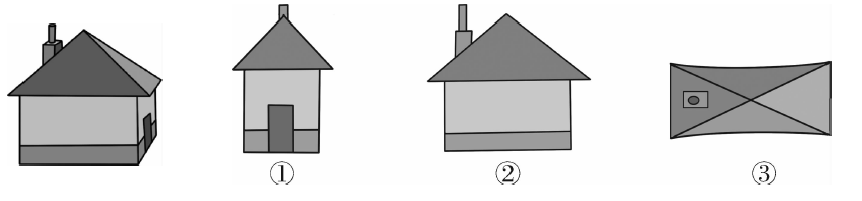 ① ② ③